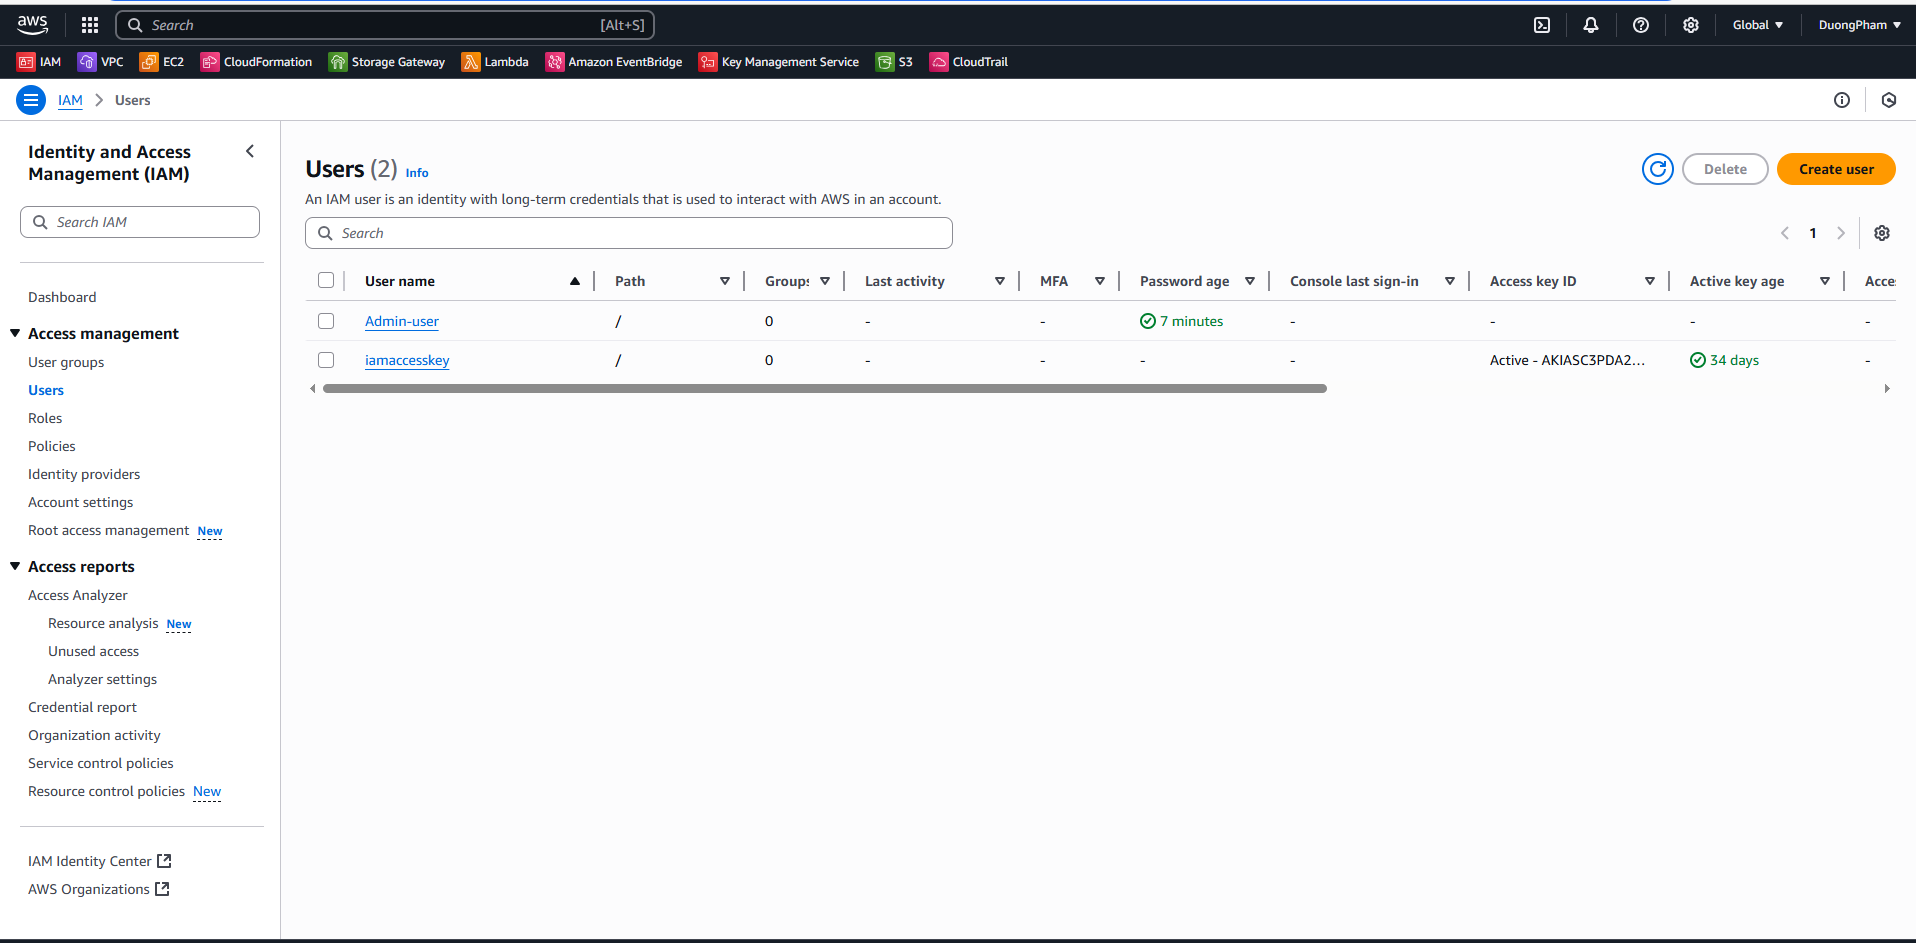 aws
Search [Alt+S]
Global ▼
DuongPham ▼
IAM VPC EC2 CloudFormation Storage Gateway Lambda Amazon EventBridge Key Management Service S3 CloudTrail
IAM > Users
Identity and Access
Management (IAM)
Search IAM
Dashboard
Access management
User groups
Users
Roles
Policies
Identity providers
Account settings
Root access management New
Access reports
Access Analyzer
Resource analysis New
Unused access
Analyzer settings
Credential report
Organization activity
Service control policies
Resource control policies New
IAM Identity Center
AWS Organizations
Users (2) Info
Delete
Create user
An IAM user is an identity with long-term credentials that is used to interact with AWS in an account.
Search
1
User name Path Groups Last activity MFA Password age Console last sign-in Access key ID Active key age Acce
Admin-user / 0 - - 7 minutes - - - -
iamaccesskey / 0 - - - - Active - AKIASC3PDA2... 34 days -